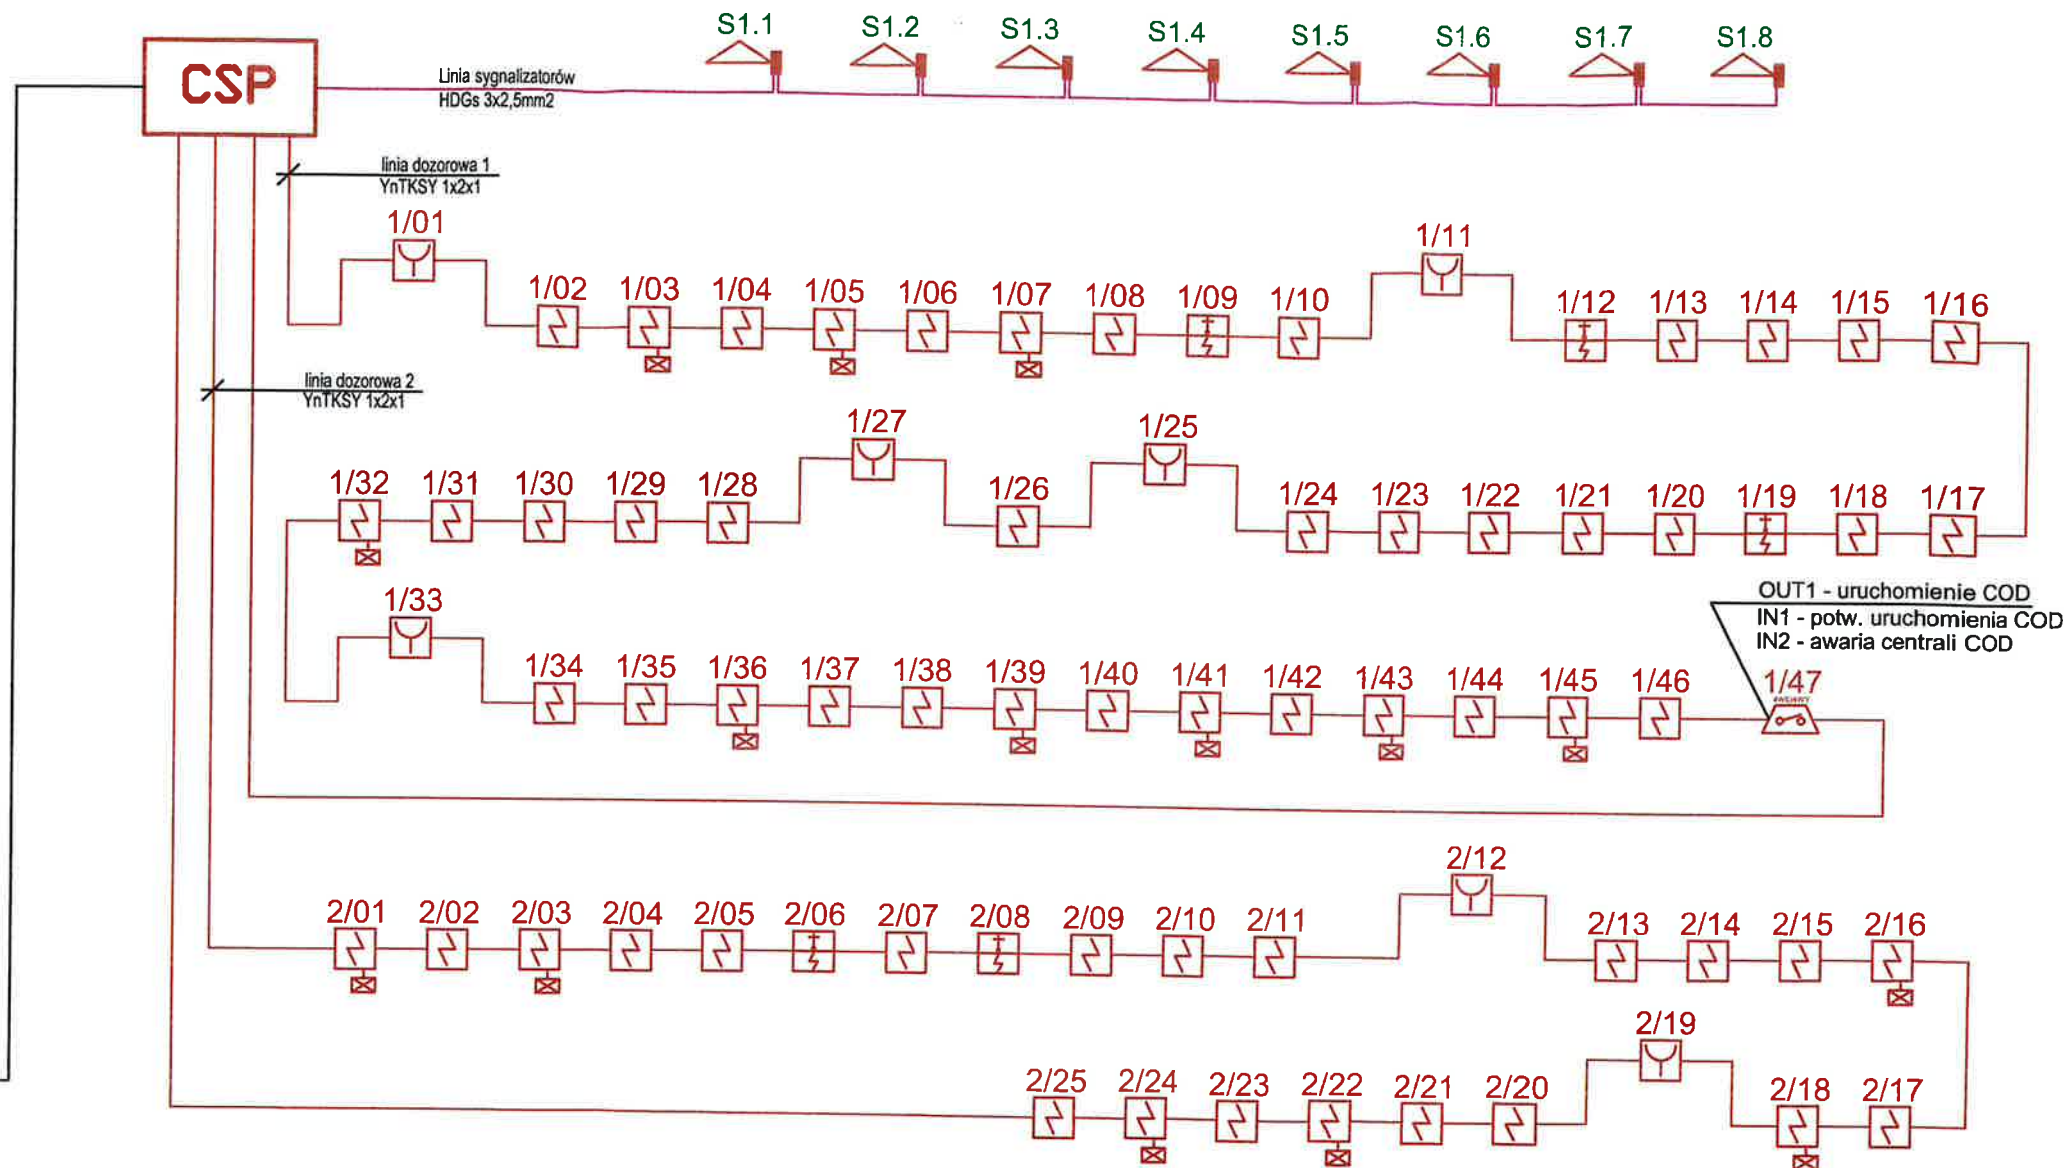 S1.1 S1.2 S1.3 S1.4 S1.5 S1.6 S1.7 S1.8
CSP
Linia sygnalizatorów
HDGs 3x2,5mm2
linia dozorowa 1
YnTKSY 1x2x1
1/01 1/11
1/02 1/03 1/04 1/05 1/06 1/07 1/08 1/09 1/10 1/12 1/13 1/14 1/15 1/16
linia dozorowa 2
YnTKSY 1x2x1
1/27 1/25
1/32 1/31 1/30 1/29 1/28 1/26 1/24 1/23 1/22 1/21 1/20 1/19 1/18 1/17
OUT1 - uruchomienie COD
IN1 - potw. uruchomienia COD
IN2 - awaria centrali COD
1/33
1/34 1/35 1/36 1/37 1/38 1/39 1/40 1/41 1/42 1/43 1/44 1/45 1/46 1/47
2/12
2/01 2/02 2/03 2/04 2/05 2/06 2/07 2/08 2/09 2/10 2/11 2/13 2/14 2/15 2/16
2/19
2/25 2/24 2/23 2/22 2/21 2/20 2/18 2/17